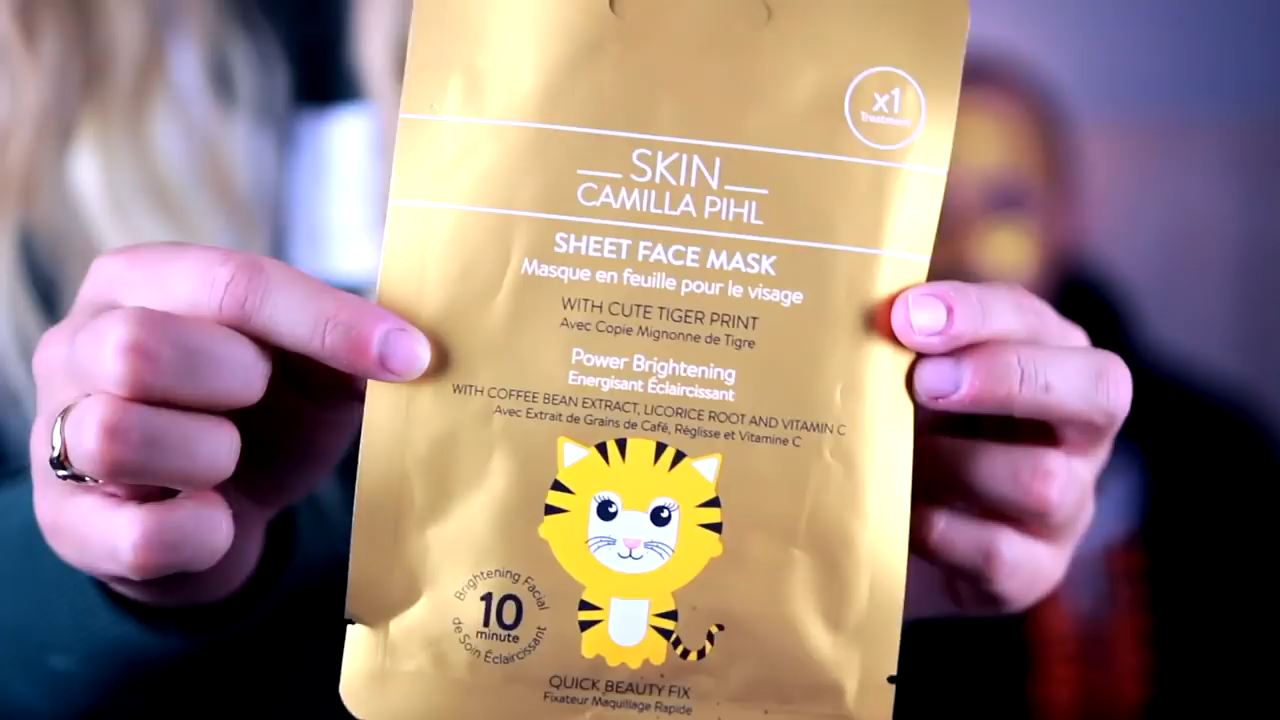 x1
Treatment
SKIN
CAMILLA PIHL
SHEET FACE MASK
Masque en feuille pour le visage
WITH CUTE TIGER PRINT
Avec Copie Mignonne de Tigre
Power Brightening
Energisant Éclaircissant
WITH COFFEE BEAN EXTRACT, LICORICE ROOT AND VITAMIN C
Avec Extrait de Grains de Café, Réglisse et Vitamine C
Brightening Facial
10
minute
de Soin Éclaircissant
QUICK BEAUTY FIX
Fixateur Maquillage Rapide